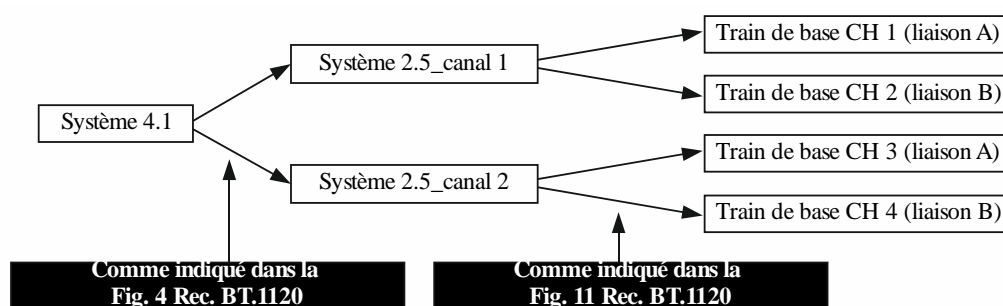 Train de base CH 1 (liaison A)
Système 2.5_canal 1
Train de base CH 2 (liaison B)
Système 4.1
Train de base CH 3 (liaison A)
Système 2.5_canal 2
Train de base CH 4 (liaison B)
Comme indiqué dans la
Fig. 4 Rec. BT.1120
Comme indiqué dans la
Fig. 11 Rec. BT.1120